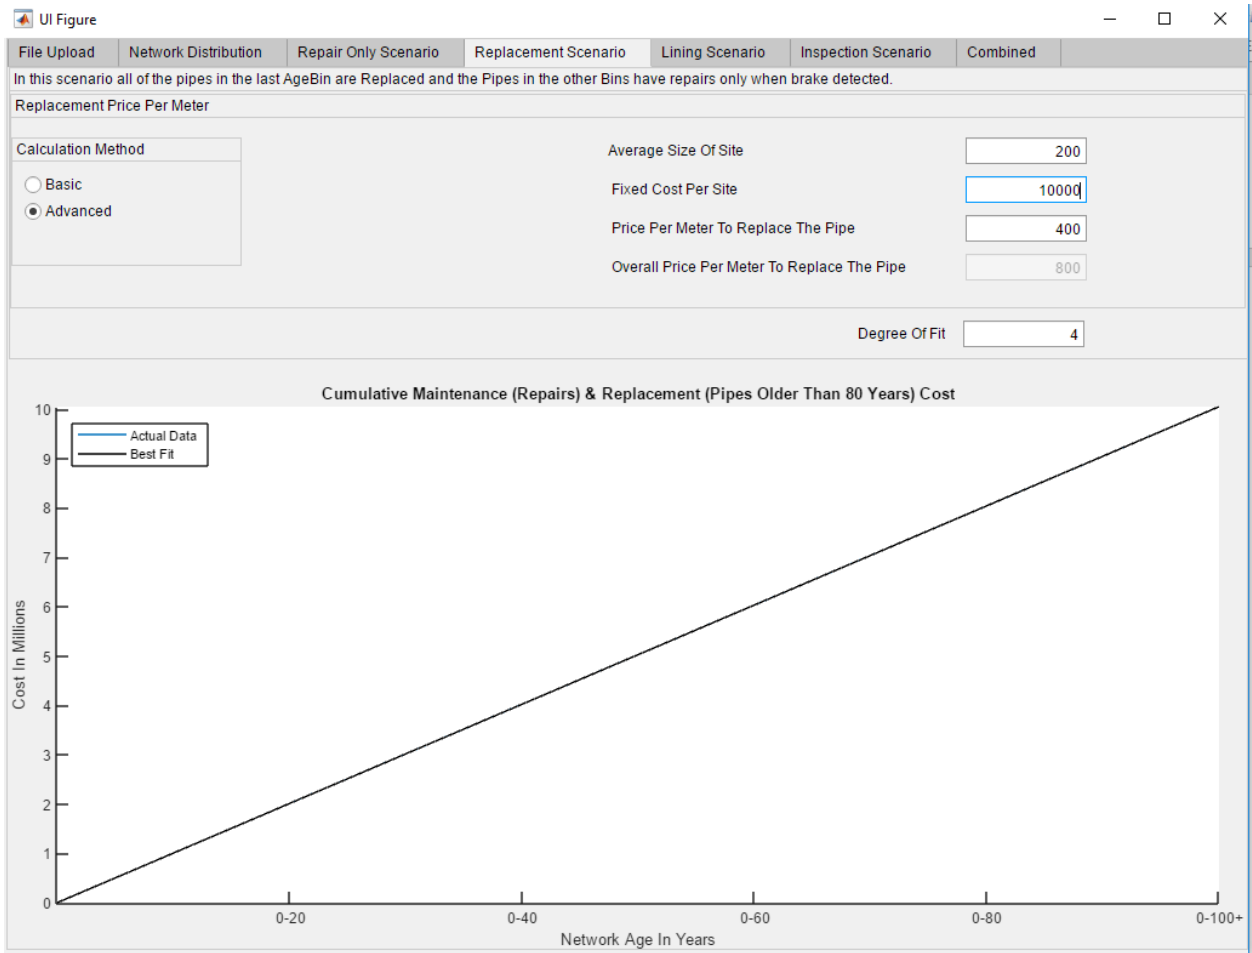 UI Figure
File Upload Network Distribution Repair Only Scenario Replacement Scenario Lining Scenario Inspection Scenario Combined
In this scenario all of the pipes in the last AgeBin are Replaced and the Pipes in the other Bins have repairs only when brake detected.
Replacement Price Per Meter
Calculation Method
Basic
Advanced
Average Size Of Site 200
Fixed Cost Per Site 10000
Price Per Meter To Replace The Pipe 400
Overall Price Per Meter To Replace The Pipe 800
Degree Of Fit 4
Cumulative Maintenance (Repairs) & Replacement (Pipes Older Than 80 Years) Cost
Actual Data
Best Fit
Cost In Millions
10
9
8
7
6
5
4
3
2
1
0
0-20 0-40 0-60 0-80 0-100+
Network Age In Years